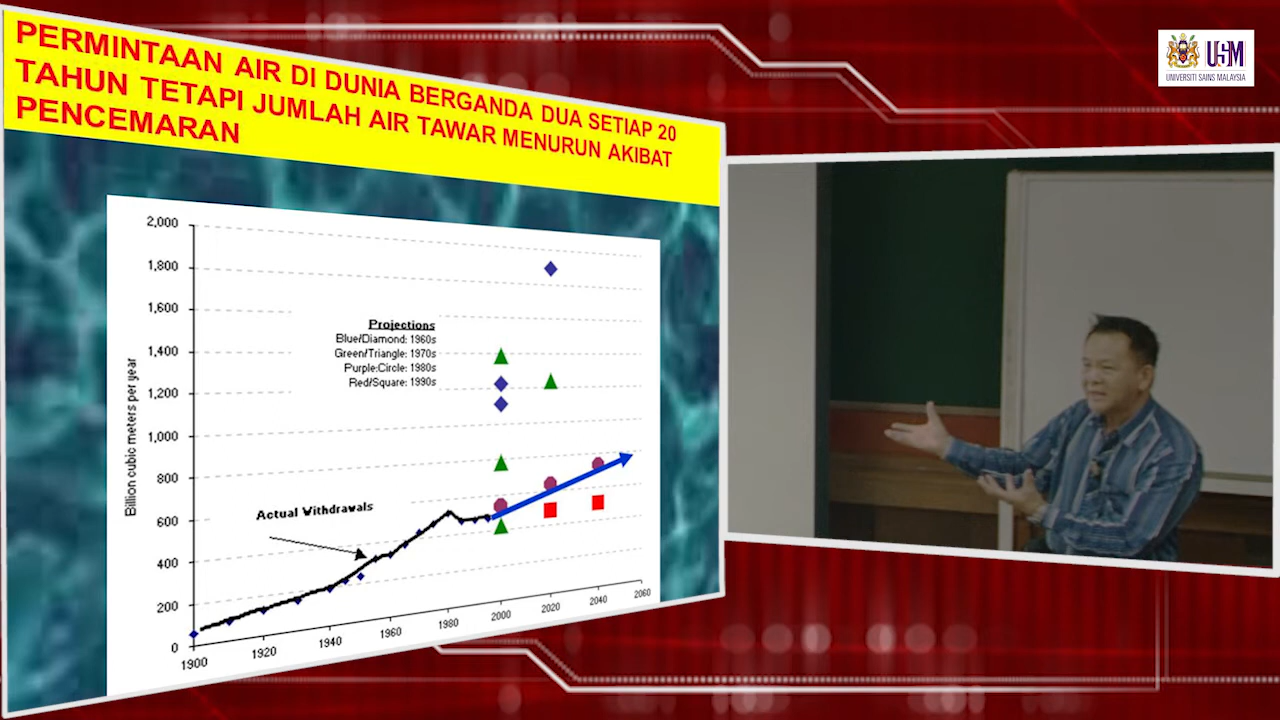 PERMINTAAN AIR DI DUNIA BERGANDA DUA SETIAP 20
TAHUN TETAPI JUMLAH AIR TAWAR MENURUN AKIBAT
PENCEMARAN
USM
UNIVERSITI SAINS MALAYSIA
2,000
1,800
1,600
1,400
1,200
1,000
800
600
400
200
0
Billion cubic meters per year
Projections
Blue/Diamond: 1960s
Green/Triangle: 1970s
Purple:Circle: 1980s
Red/Square: 1990s
Actual Withdrawals
1900
1920
1940
1960
1980
2000
2020
2040
2060